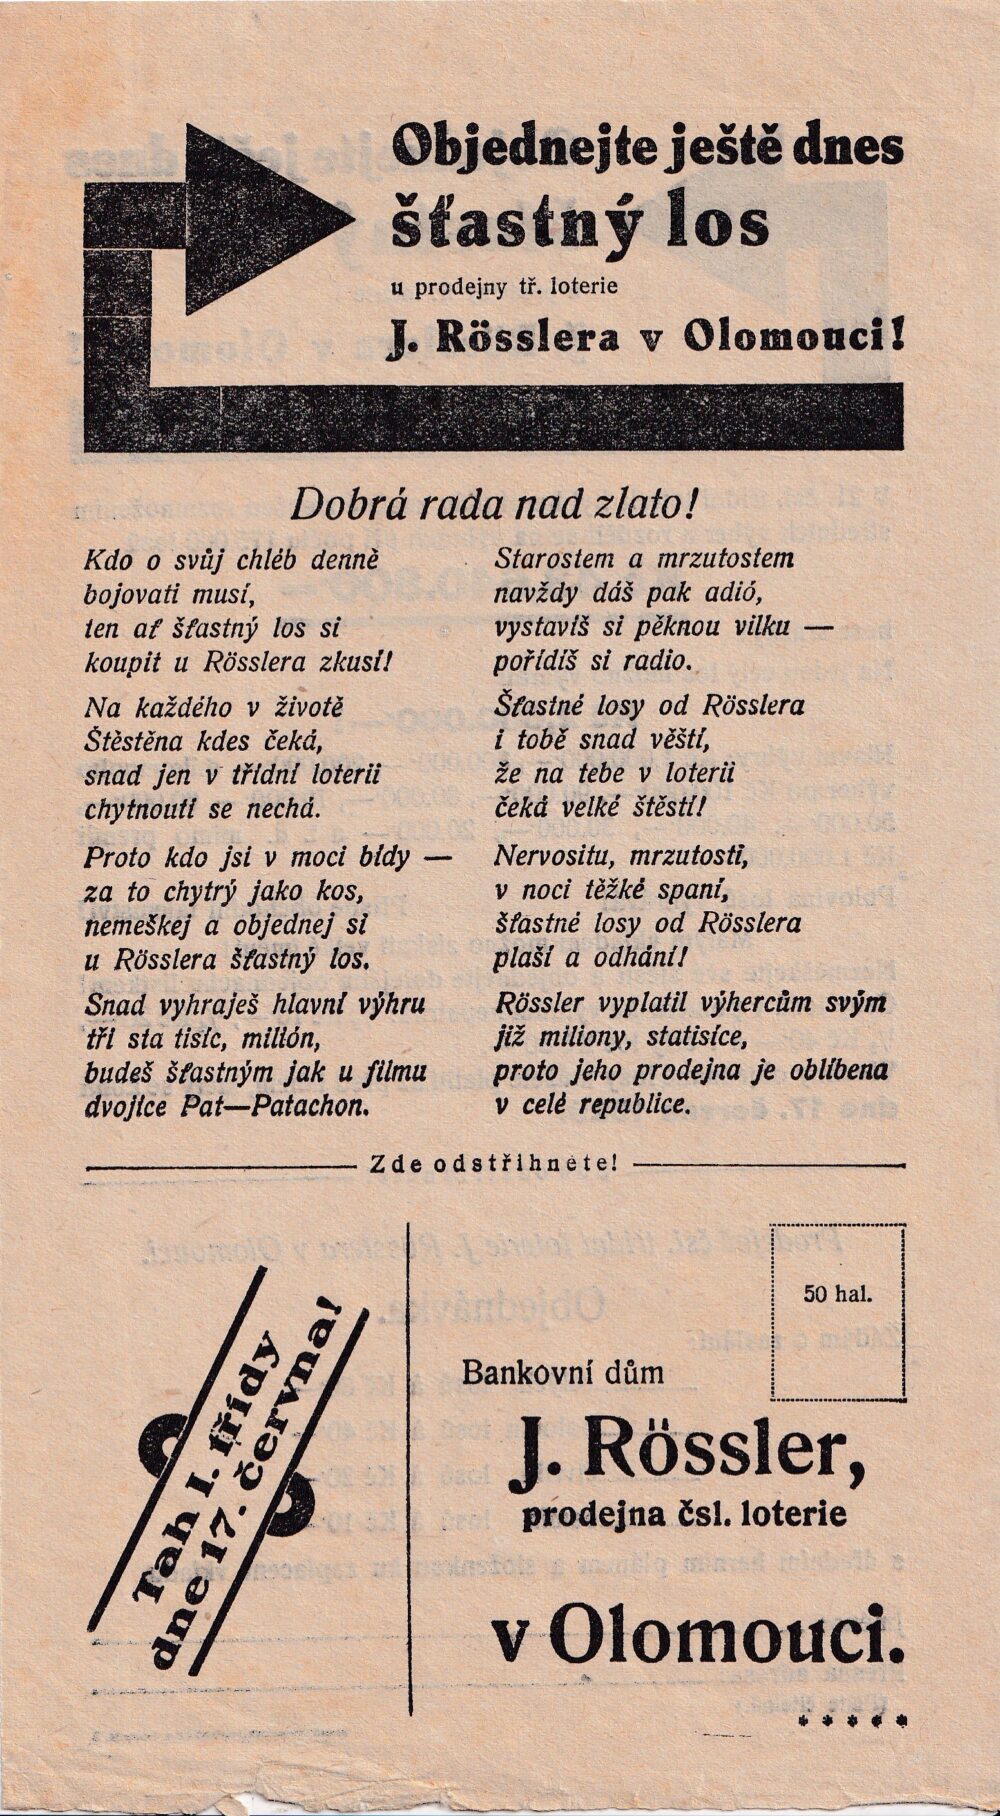 Objednejte ještě dnes
šťastný los
u prodejny tř. loterie
J. Rösslera v Olomouci!
Dobrá rada nad zlato!
Kdo o svůj chléb denně
bojovati musí,
ten ať šťastný los si
koupit u Rösslera zkusí!
Na každého v životě
Štěstěna kdes čeká,
snad jen v třídní loterii
chytnouti se nechá.
Proto kdo jsi v moci bídy —
za to chytrý jako kos,
nemeškej a objednej si
u Rösslera šťastný los.
Snad vyhraješ hlavní výhru
tři sta tisíc, milión,
budeš šťastným jak u filmu
dvojice Pat—Patachon.
Starostem a mrzutostem
navždy dáš pak adió,
vystavíš si pěknou vilku —
pořídíš si radio.
Šťastné losy od Rösslera
i tobě snad věští,
že na tebe v loterii
čeká velké štěstí!
Nervositu, mrzutosti,
v noci těžké spaní,
šťastné losy od Rösslera
plaší a odhání!
Rössler vyplatil výhercům svým
již miliony, statisíce,
proto jeho prodejna je oblíbena
v celé republice.
Zde odstřihněte!
Tah I. třídy
dne 17. června!
50 hal.
Bankovní dům
J. Rössler,
prodejna čsl. loterie
v Olomouci.